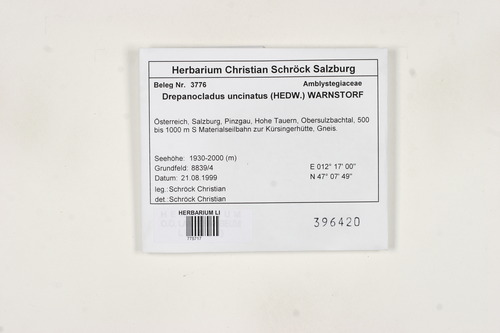 Herbarium Christian Schröck Salzburg
Beleg Nr. 3776 Amblystegiaceae
Drepanocladus uncinatus (HEDW.) WARNSTORF
Österreich, Salzburg, Pinzgau, Hohe Tauern, Obersulzbachtal, 500
bis 1000 m S Materialseilbahn zur Kürsingerhütte, Gneis.
Seehöhe: 1930-2000 (m)
Grundfeld: 8839/4 E 012° 17' 00"
Datum: 21.08.1999 N 47° 07' 49"
leg.: Schröck Christian
det. Schröck Christian
HERBARIUM LI
396420